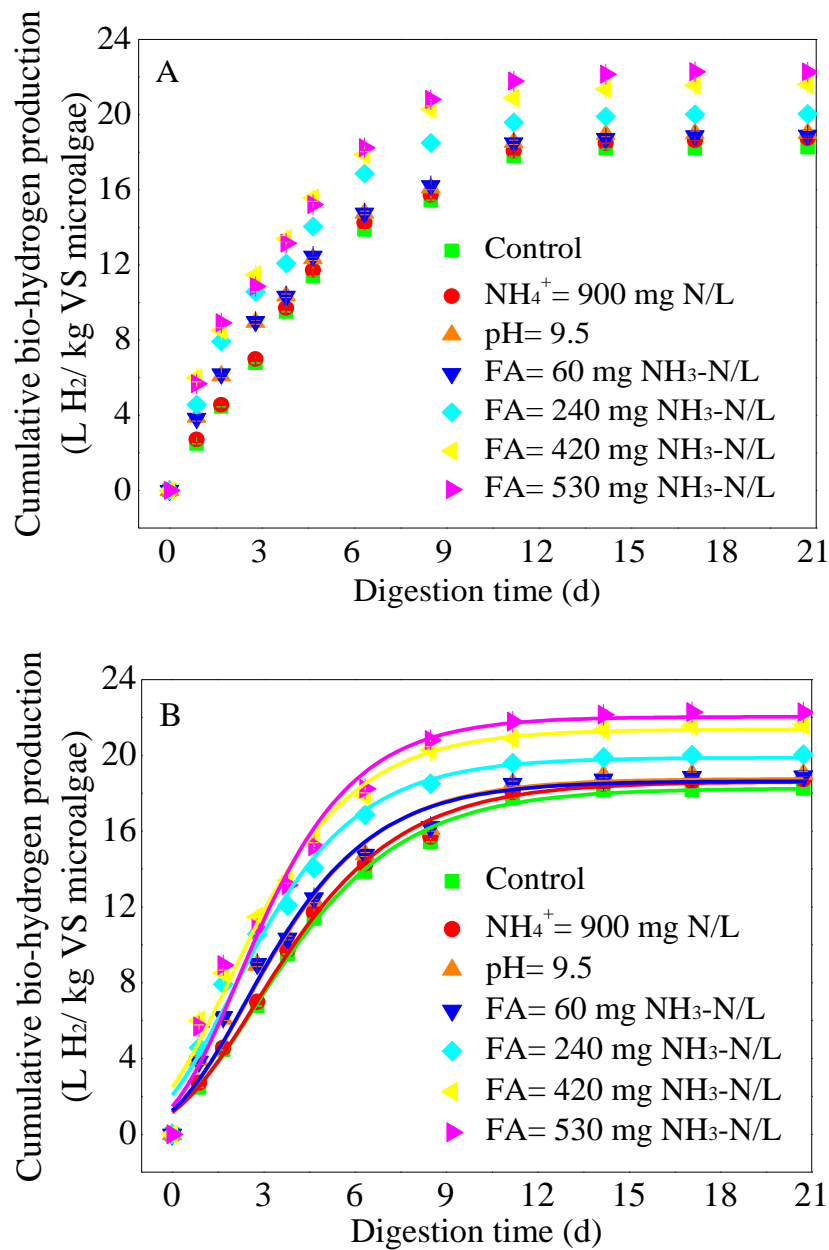 Cumulative bio-hydrogen production
(L H₂/ kg VS microalgae)
A
24
20
16
12
8
4
0
Control
NH₄⁺= 900 mg N/L
pH= 9.5
FA= 60 mg NH₃-N/L
FA= 240 mg NH₃-N/L
FA= 420 mg NH₃-N/L
FA= 530 mg NH₃-N/L
0 3 6 9 12 15 18 21
Digestion time (d)
Cumulative bio-hydrogen production
(L H₂/ kg VS microalgae)
B
24
20
16
12
8
4
0
Control
NH₄⁺= 900 mg N/L
pH= 9.5
FA= 60 mg NH₃-N/L
FA= 240 mg NH₃-N/L
FA= 420 mg NH₃-N/L
FA= 530 mg NH₃-N/L
0 3 6 9 12 15 18 21
Digestion time (d)